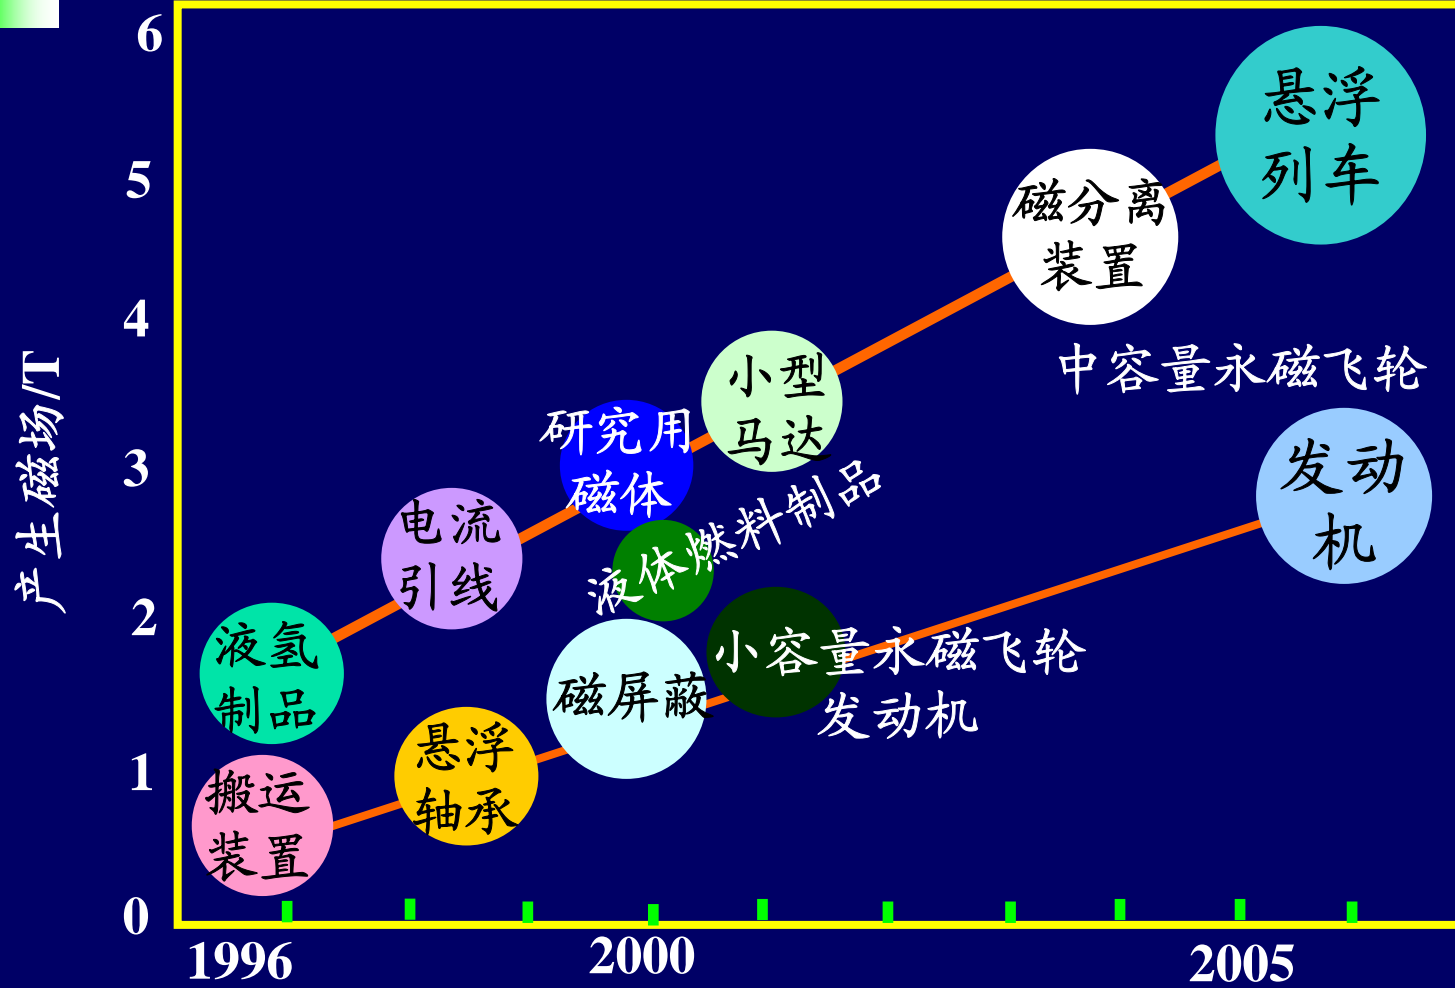 6
5
4
3
2
1
0
产生磁场/T
悬浮
列车
磁分离
装置
中容量永磁飞轮
发动
机
小型
马达
研究用
磁体
液体燃料制品
电流
引线
小容量永磁飞轮
发动机
液氢
制品
磁屏蔽
悬浮
轴承
搬运
装置
1996
2000
2005